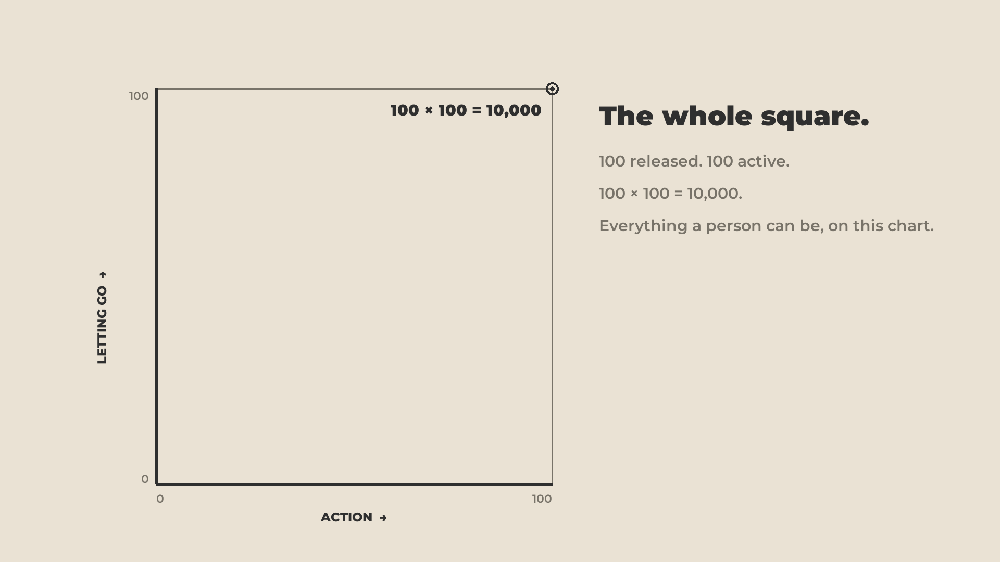 100
100 × 100 = 10,000
The whole square.
100 released. 100 active.
100 × 100 = 10,000.
Everything a person can be, on this chart.
LETTING GO →
0
0
100
ACTION →